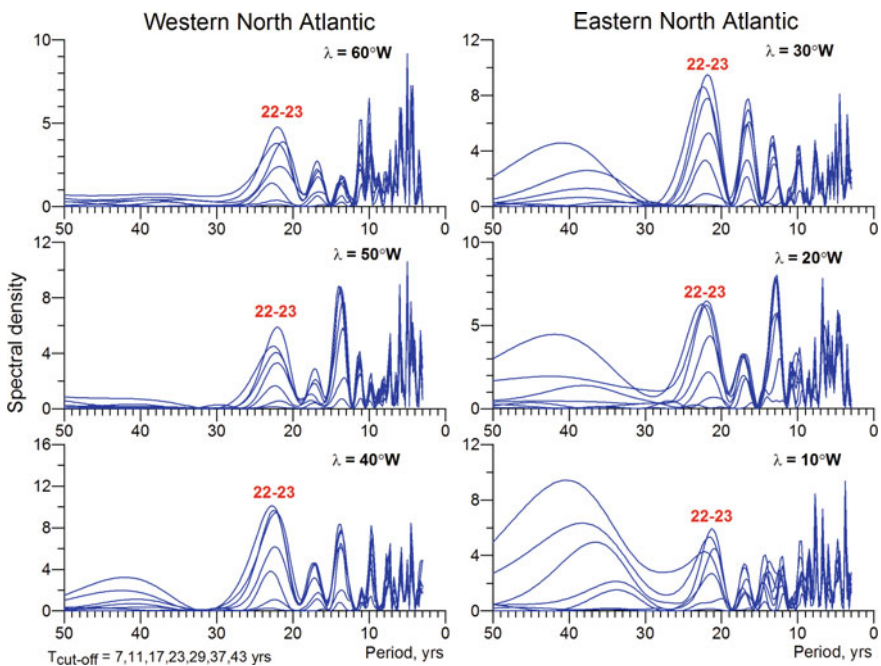 Western North Atlantic
Eastern North Atlantic
Spectral density
10
5
0
λ = 60°W
22-23
50 40 30 20 10 0
12
8
4
0
λ = 30°W
22-23
50 40 30 20 10 0
12
8
4
0
λ = 50°W
22-23
50 40 30 20 10 0
10
5
0
λ = 20°W
22-23
50 40 30 20 10 0
16
12
8
4
0
λ = 40°W
22-23
50 40 30 20 10 0
Period, yrs
12
8
4
0
λ = 10°W
22-23
50 40 30 20 10 0
Period, yrs
Tcut-off = 7,11,17,23,29,37,43 yrs